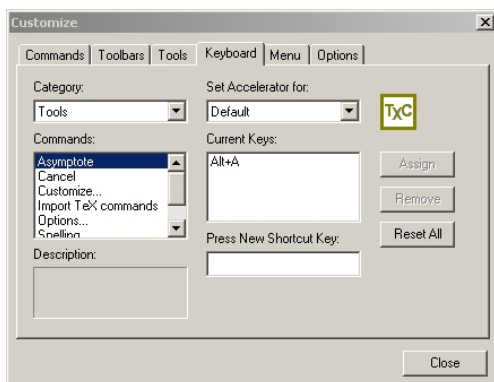 Customize
Commands Toolbars Tools Keyboard Menu Options
Category:
Tools
Commands:
Asymptote
Cancel
Customize...
Import TeX commands
Options...
Spelling
Description:
Set Accelerator for:
Default
Current Keys:
Alt+A
Press New Shortcut Key:
TXC
Assign
Remove
Reset All
Close